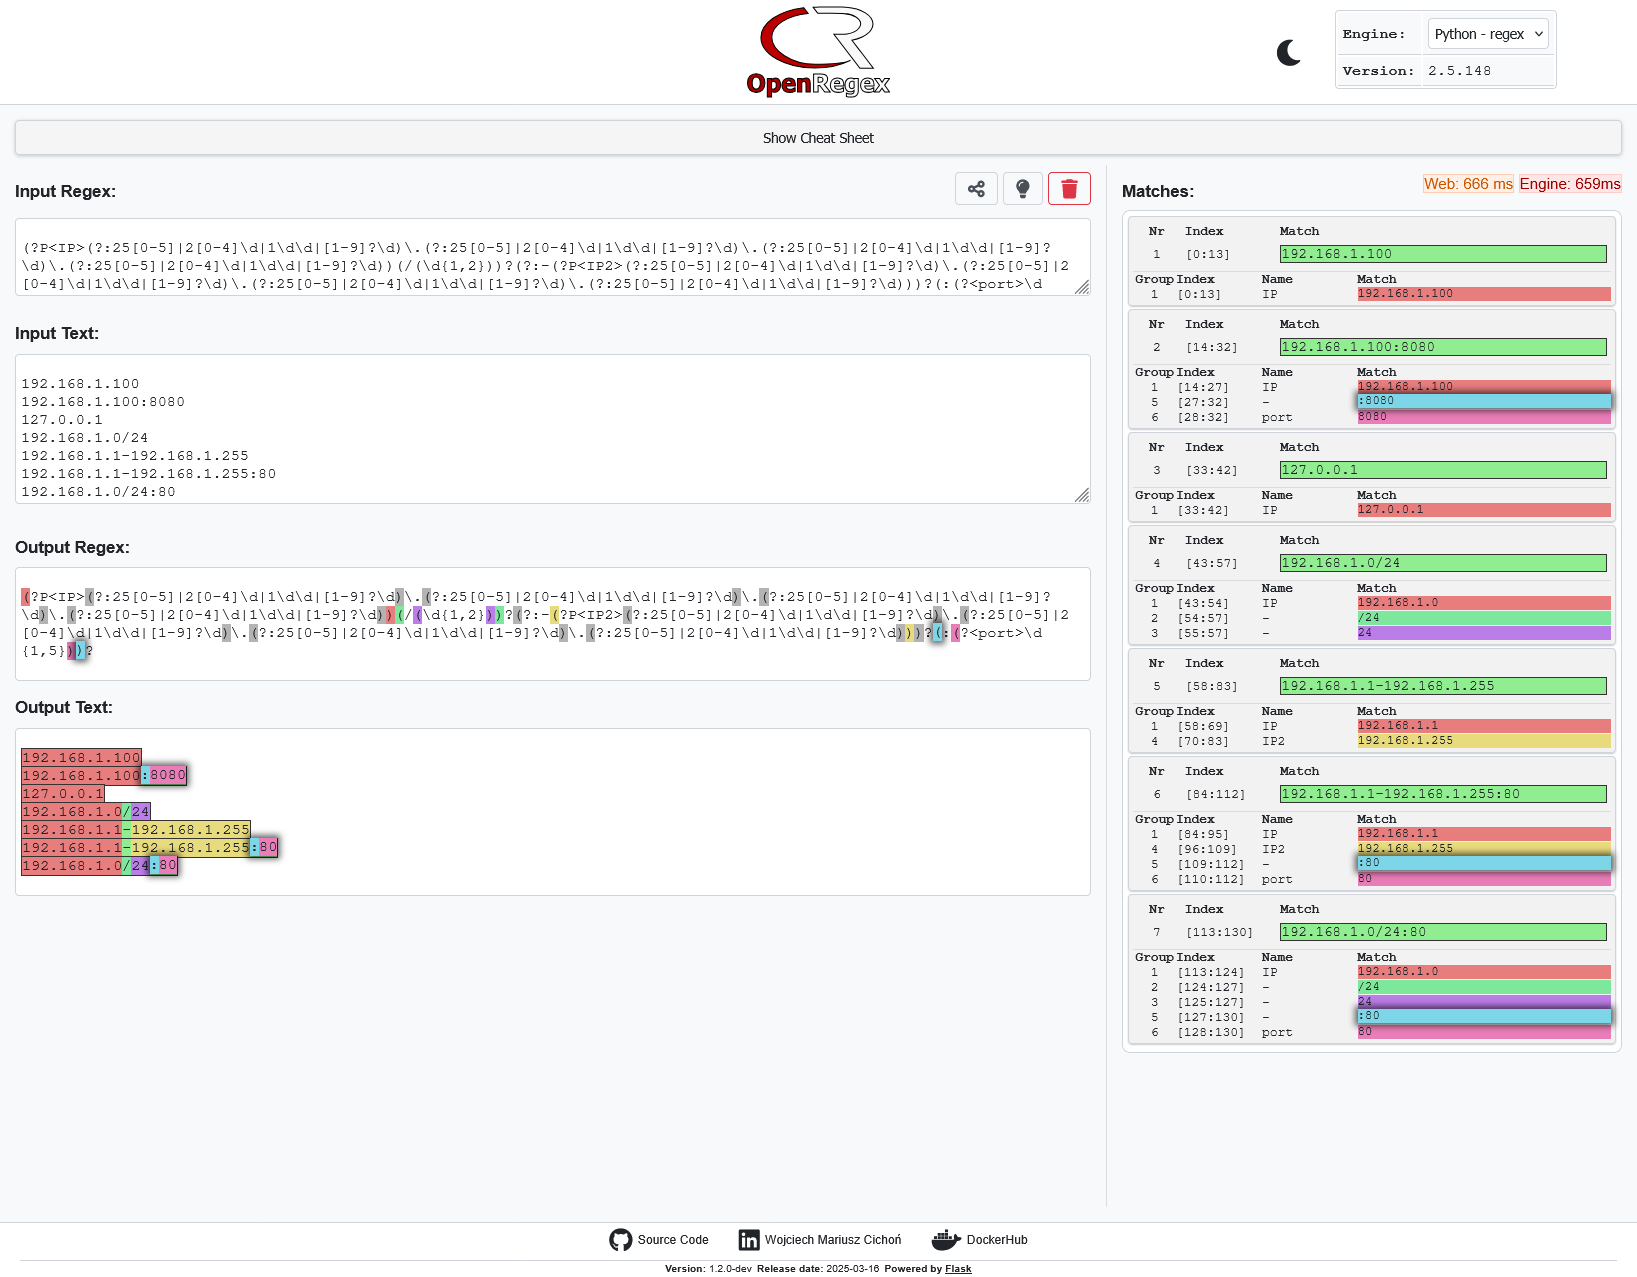 OpenRegex
Engine: Python - regex
Version: 2.5.148
Show Cheat Sheet
Input Regex:
(?P<IP>(?:25[0-5]|2[0-4]\d|1\d\d|[1-9]?\d)\.(?:25[0-5]|2[0-4]\d|1\d\d|[1-9]?\d)\.(?:25[0-5]|2[0-4]\d|1\d\d|[1-9]?
\d)\.(?:25[0-5]|2[0-4]\d|1\d\d|[1-9]?\d))(/(\d{1,2}))?(?:-(?P<IP2>(?:25[0-5]|2[0-4]\d|1\d\d|[1-9]?\d)\.(?:25[0-5]|2
[0-4]\d|1\d\d|[1-9]?\d)\.(?:25[0-5]|2[0-4]\d|1\d\d|[1-9]?\d)\.(?:25[0-5]|2[0-4]\d|1\d\d|[1-9]?\d)))?(:(?<port>\d
Input Text:
192.168.1.100
192.168.1.100:8080
127.0.0.1
192.168.1.0/24
192.168.1.1-192.168.1.255
192.168.1.1-192.168.1.255:80
192.168.1.0/24:80
Output Regex:
(?P<IP>(?:25[0-5]|2[0-4]\d|1\d\d|[1-9]?\d)\.(?:25[0-5]|2[0-4]\d|1\d\d|[1-9]?\d)\.(?:25[0-5]|2[0-4]\d|1\d\d|[1-9]?
\d)\.(?:25[0-5]|2[0-4]\d|1\d\d|[1-9]?\d))(/(\d{1,2}))?(?:-(?P<IP2>(?:25[0-5]|2[0-4]\d|1\d\d|[1-9]?\d)\.(?:25[0-5]|2
[0-4]\d|1\d\d|[1-9]?\d)\.(?:25[0-5]|2[0-4]\d|1\d\d|[1-9]?\d)\.(?:25[0-5]|2[0-4]\d|1\d\d|[1-9]?\d)))?(:(?<port>\d
{1,5}))?
Output Text:
192.168.1.100
192.168.1.100:8080
127.0.0.1
192.168.1.0/24
192.168.1.1-192.168.1.255
192.168.1.1-192.168.1.255:80
192.168.1.0/24:80
Matches: Web: 666 ms Engine: 659ms
Nr Index Match
1 [0:13] 192.168.1.100
Group Index Name Match
1 [0:13] IP 192.168.1.100
Nr Index Match
2 [14:32] 192.168.1.100:8080
Group Index Name Match
1 [14:27] IP 192.168.1.100
5 [27:32] - :8080
6 [28:32] port 8080
Nr Index Match
3 [33:42] 127.0.0.1
Group Index Name Match
1 [33:42] IP 127.0.0.1
Nr Index Match
4 [43:57] 192.168.1.0/24
Group Index Name Match
1 [43:54] IP 192.168.1.0
2 [54:57] - /24
3 [55:57] - 24
Nr Index Match
5 [58:83] 192.168.1.1-192.168.1.255
Group Index Name Match
1 [58:69] IP 192.168.1.1
4 [70:83] IP2 192.168.1.255
Nr Index Match
6 [84:112] 192.168.1.1-192.168.1.255:80
Group Index Name Match
1 [84:95] IP 192.168.1.1
4 [96:109] IP2 192.168.1.255
5 [109:112] - :80
6 [110:112] port 80
Nr Index Match
7 [113:130] 192.168.1.0/24:80
Group Index Name Match
1 [113:124] IP 192.168.1.0
2 [124:127] - /24
3 [125:127] - 24
5 [127:130] - :80
6 [128:130] port 80
Source Code Wojciech Mariusz Cichoń DockerHub
Version: 1.2.0-dev Release date: 2025-03-16 Powered by Flask